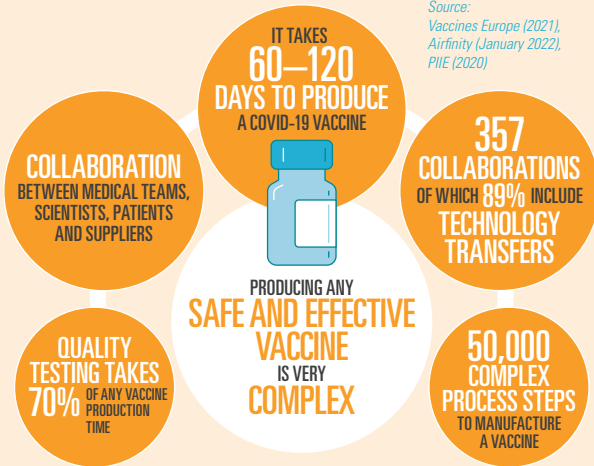 Source:
Vaccines Europe (2021),
Airfinity (January 2022),
PIIE (2020)
IT TAKES
60–120
DAYS TO PRODUCE
A COVID-19 VACCINE
COLLABORATION
BETWEEN MEDICAL TEAMS,
SCIENTISTS, PATIENTS
AND SUPPLIERS
357
COLLABORATIONS
OF WHICH 89% INCLUDE
TECHNOLOGY
TRANSFERS
PRODUCING ANY
SAFE AND EFFECTIVE
VACCINE
IS VERY
COMPLEX
QUALITY
TESTING TAKES
70% OF ANY VACCINE
PRODUCTION
TIME
50,000
COMPLEX
PROCESS STEPS
TO MANUFACTURE
A VACCINE